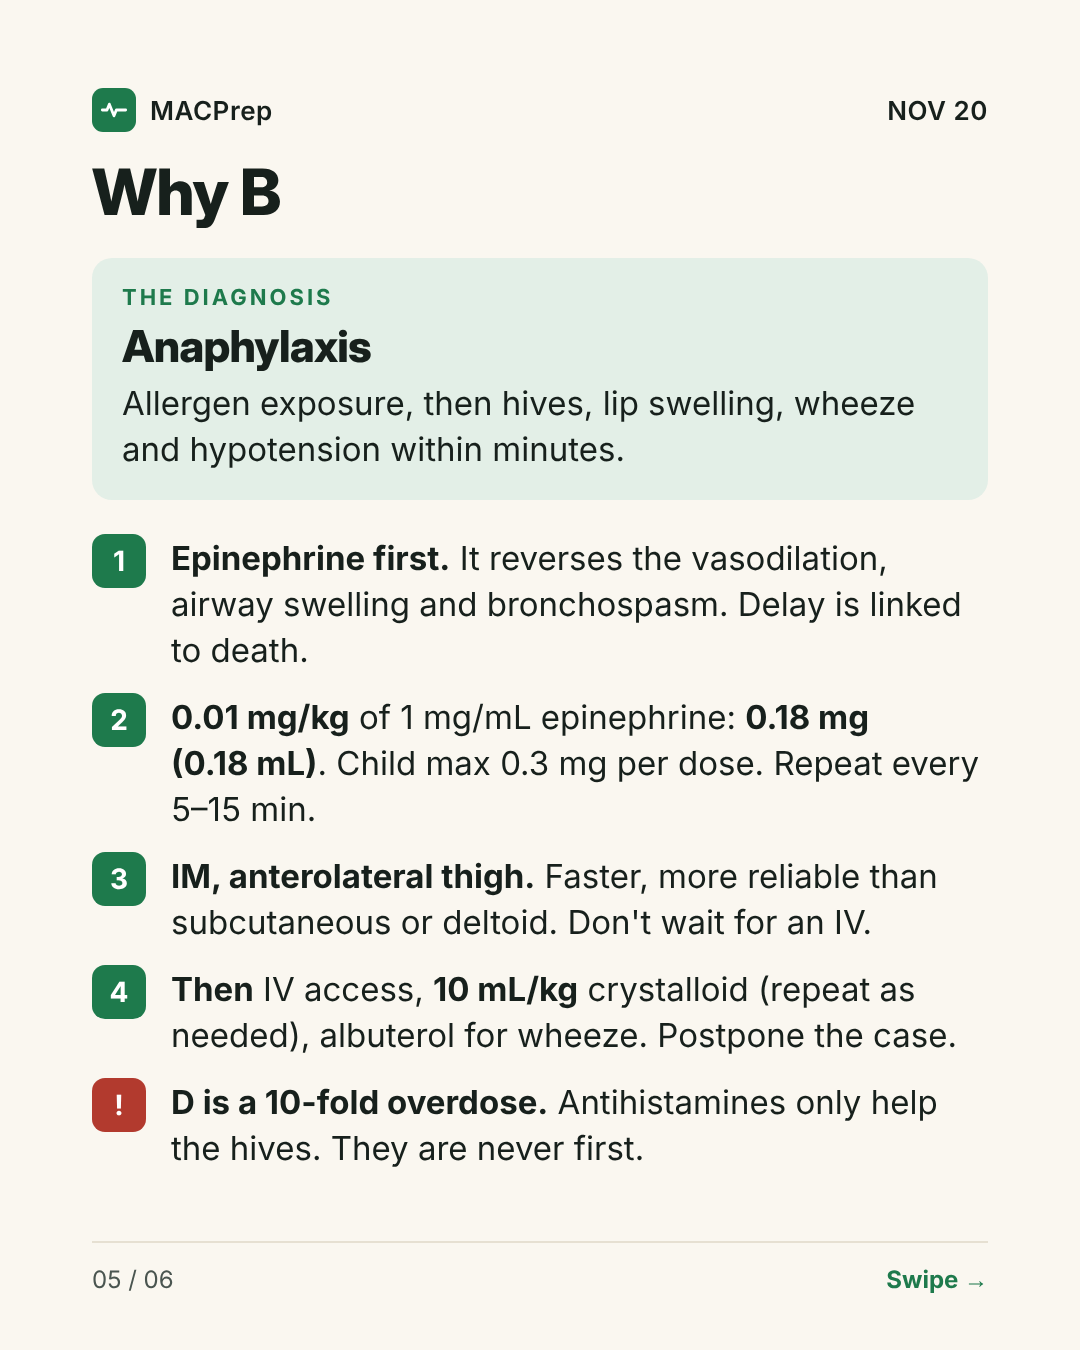 MACPrep
NOV 20
Why B
THE DIAGNOSIS
Anaphylaxis
Allergen exposure, then hives, lip swelling, wheeze
and hypotension within minutes.
1
Epinephrine first. It reverses the vasodilation,
airway swelling and bronchospasm. Delay is linked
to death.
2
0.01 mg/kg of 1 mg/mL epinephrine: 0.18 mg
(0.18 mL). Child max 0.3 mg per dose. Repeat every
5–15 min.
3
IM, anterolateral thigh. Faster, more reliable than
subcutaneous or deltoid. Don't wait for an IV.
4
Then IV access, 10 mL/kg crystalloid (repeat as
needed), albuterol for wheeze. Postpone the case.
!
D is a 10-fold overdose. Antihistamines only help
the hives. They are never first.
05 / 06
Swipe →